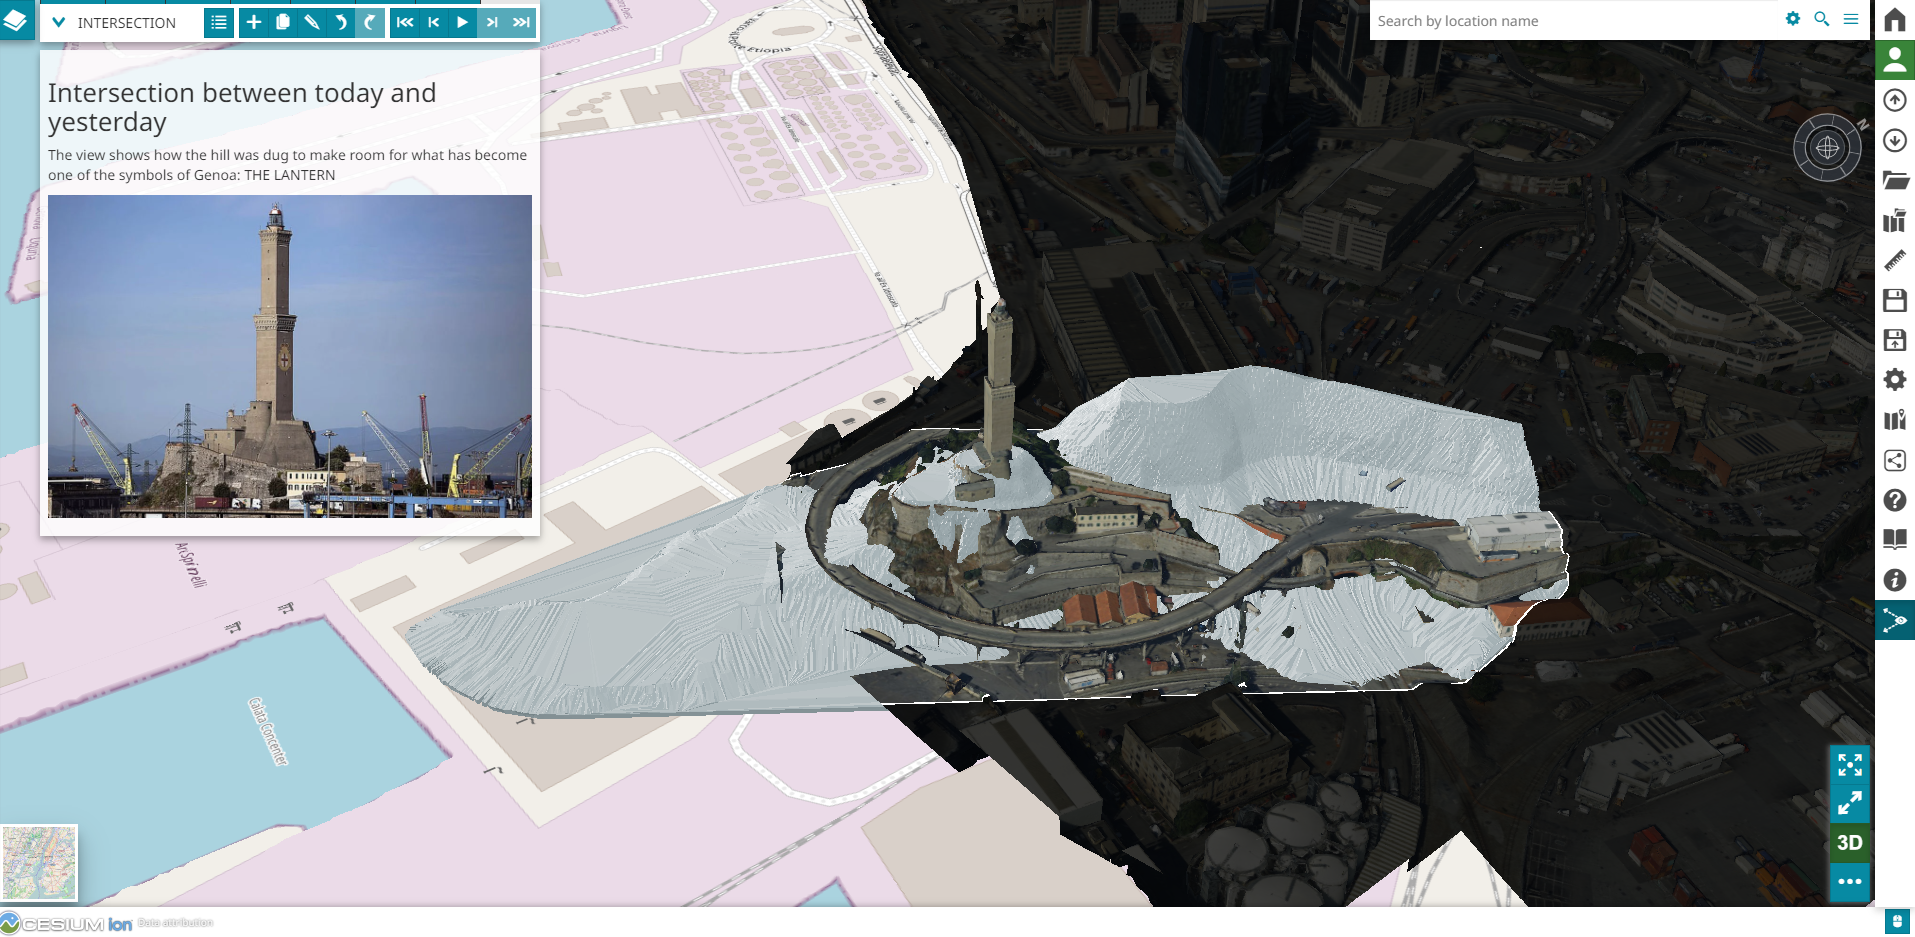 INTERSECTION
Search by location name
Intersection between today and
yesterday
The view shows how the hill was dug to make room for what has become
one of the symbols of Genoa: THE LANTERN
Etiopia
N
Calata Concenter
3D
CESIUM ion
Data attribution